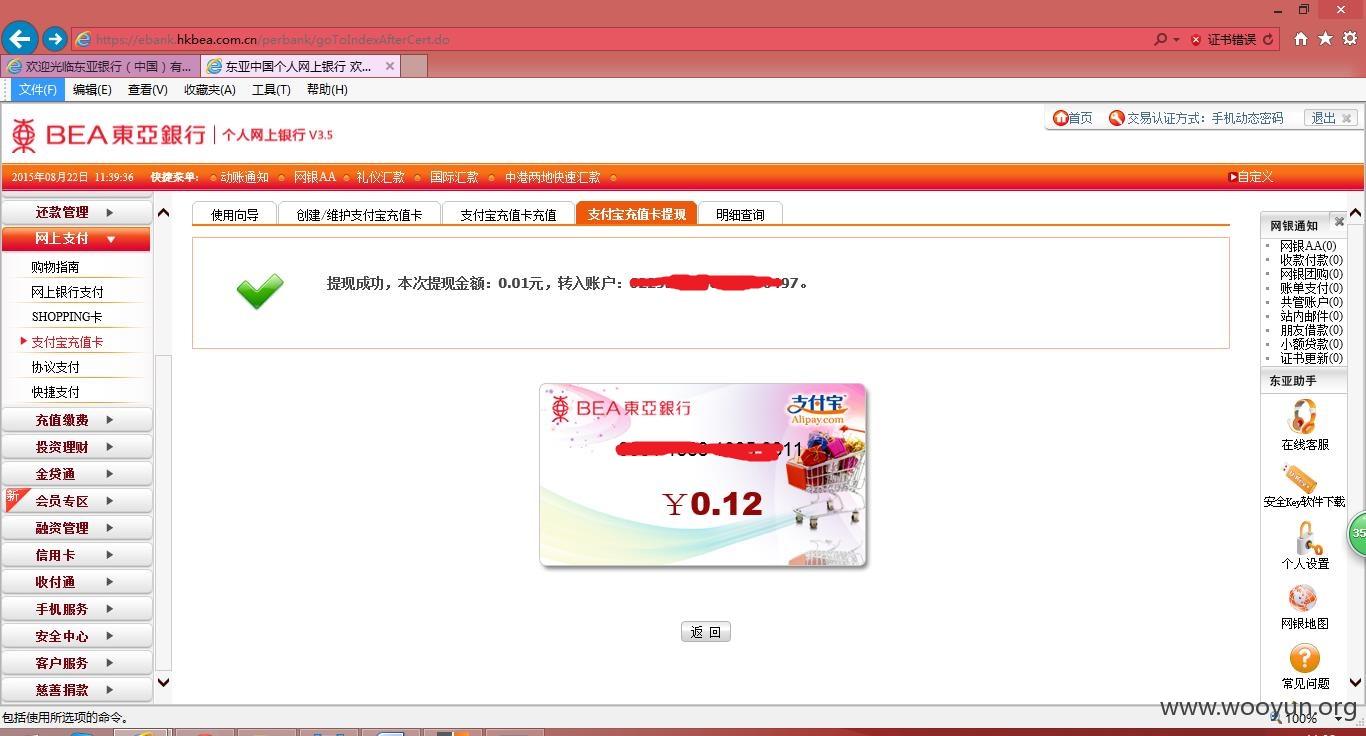 https://ebank.hkbea.com.cn/perbank/goToIndexAfterCert.do
证书错误
欢迎光临东亚银行（中国）有...
东亚中国个人网上银行 欢...
文件(F) 编辑(E) 查看(V) 收藏夹(A) 工具(T) 帮助(H)
BEA東亞銀行 个人网上银行 V3.5
首页 交易认证方式：手机动态密码 退出
2015年08月22日 11:39:36 快捷菜单: 动账通知 网银AA 礼仪汇款 国际汇款 中港两地快速汇款
自定义
还款管理
网上支付
购物指南
网上银行支付
SHOPPING卡
支付宝充值卡
协议支付
快捷支付
充值缴费
投资理财
金贷通
新
会员专区
融资管理
信用卡
收付通
手机服务
安全中心
客户服务
慈善捐款
使用向导 创建/维护支付宝充值卡 支付宝充值卡充值 支付宝充值卡提现 明细查询
提现成功，本次提现金额：0.01元，转入账户：497。
BEA東亞銀行
支付宝
Alipay.com
￥0.12
返 回
网银通知
网银AA(0)
收款付款(0)
网银团购(0)
账单支付(0)
共管账户(0)
站内邮件(0)
朋友借款(0)
小额贷款(0)
证书更新(0)
东亚助手
在线客服
安全Key软件下载
个人设置
35
网银地图
常见问题
www.wooyun.org
包括使用所选项的命令。
100%